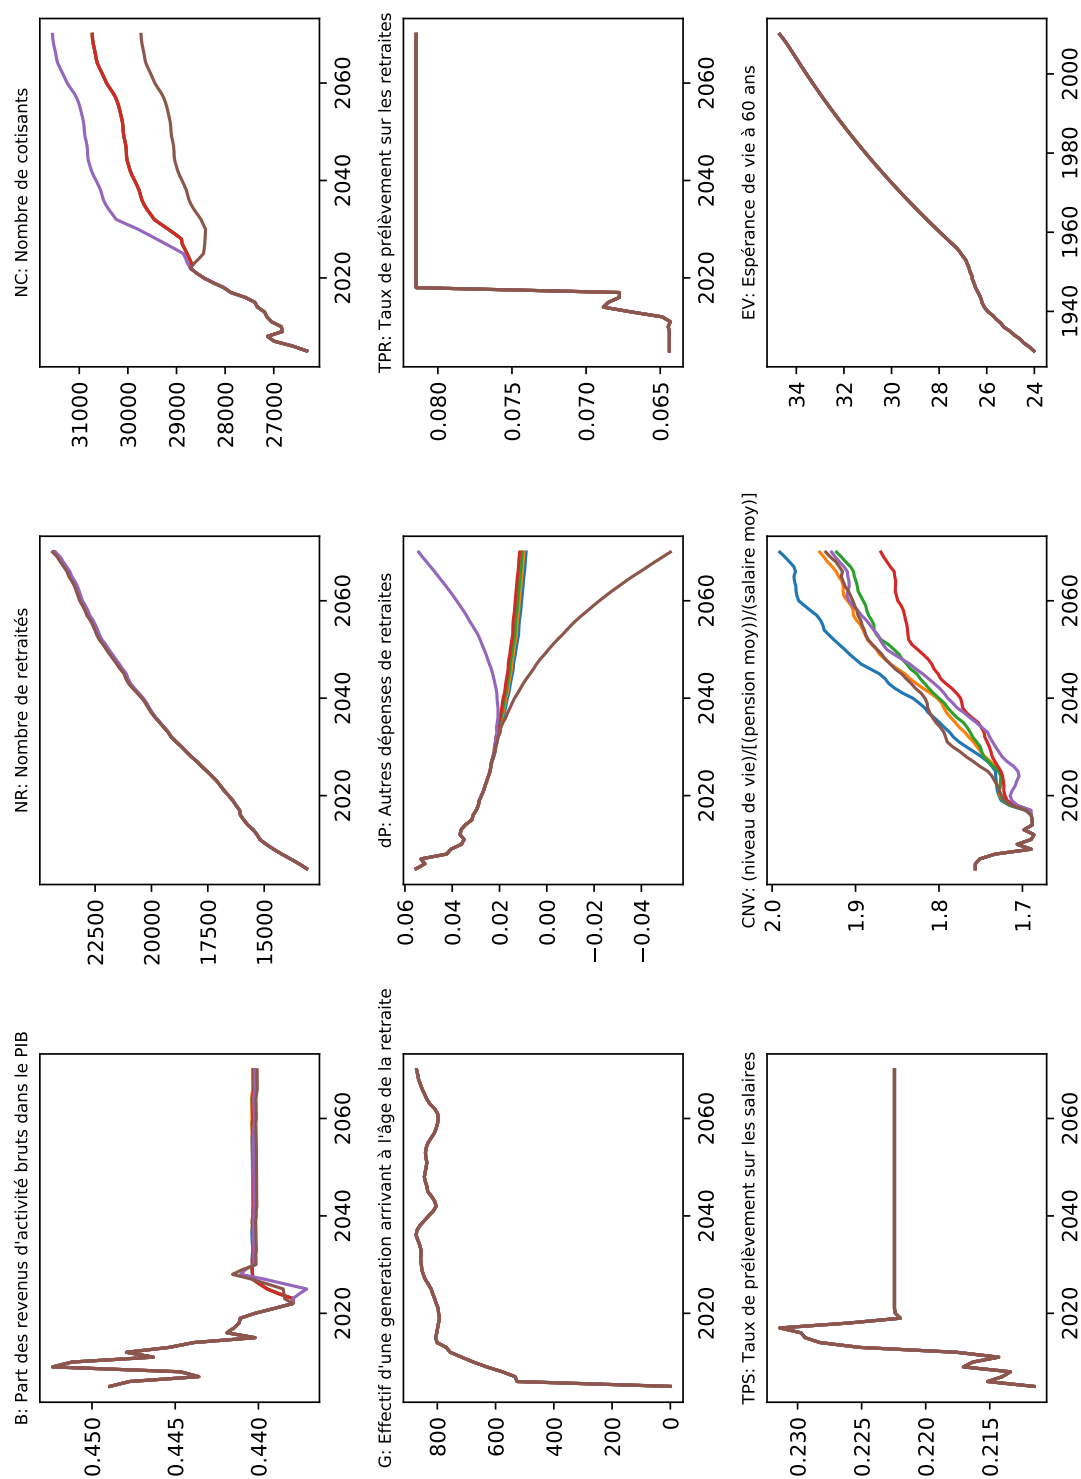 B: Part des revenus d'activité bruts dans le PIB
0.450
0.445
0.440
2020 2040 2060
NR: Nombre de retraités
22500
20000
17500
15000
2020 2040 2060
NC: Nombre de cotisants
31000
30000
29000
28000
27000
2020 2040 2060
G: Effectif d'une generation arrivant à l'âge de la retraite
800
600
400
200
0
2020 2040 2060
dP: Autres dépenses de retraites
0.06
0.04
0.02
0.00
−0.02
−0.04
2020 2040 2060
TPR: Taux de prélèvement sur les retraites
0.080
0.075
0.070
0.065
2020 2040 2060
TPS: Taux de prélèvement sur les salaires
0.230
0.225
0.220
0.215
2020 2040 2060
CNV: (niveau de vie)/[(pension moy))/(salaire moy)]
2.0
1.9
1.8
1.7
2020 2040 2060
EV: Espérance de vie à 60 ans
34
32
30
28
26
24
1940 1960 1980 2000